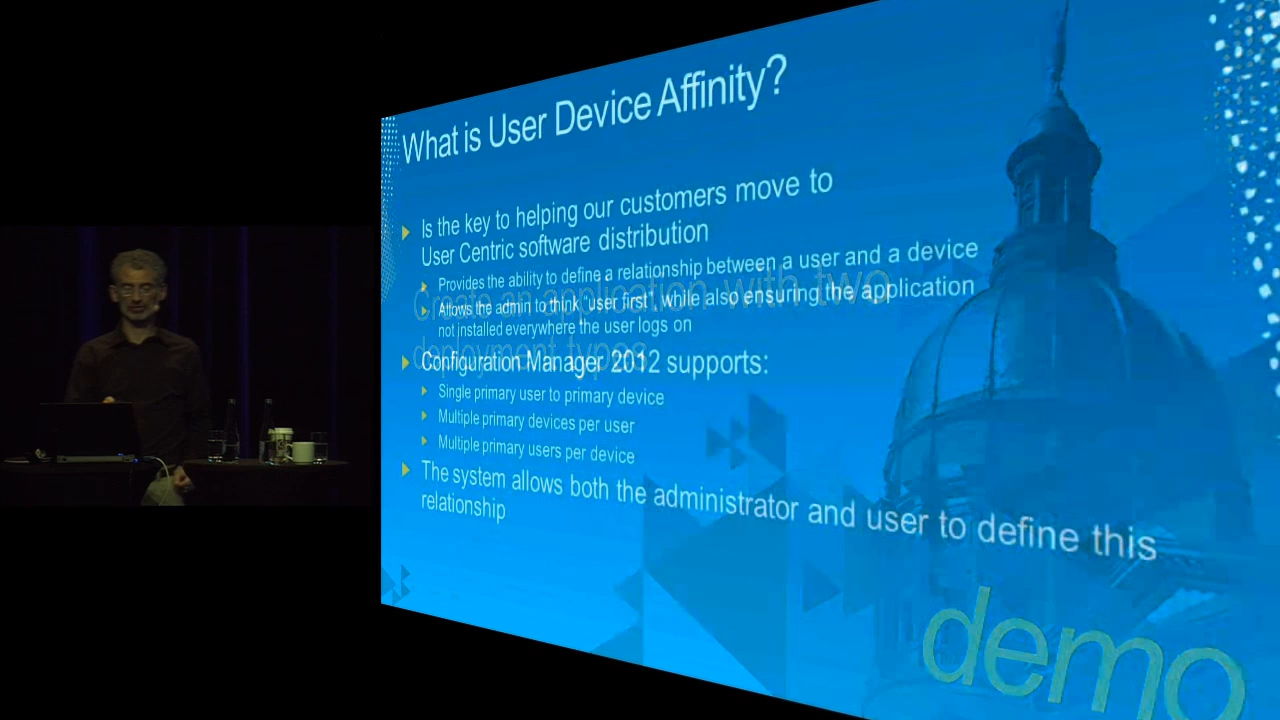 What is User Device Affinity?
Is the key to helping our customers move to
User Centric software distribution
Provides the ability to define a relationship between a user and a device
Allows the admin to think “user first”, while also ensuring the application
not installed everywhere the user logs on
Create an application with two
deployment types
Configuration Manager 2012 supports:
Single primary user to primary device
Multiple primary devices per user
Multiple primary users per device
The system allows both the administrator and user to define this
relationship
demo